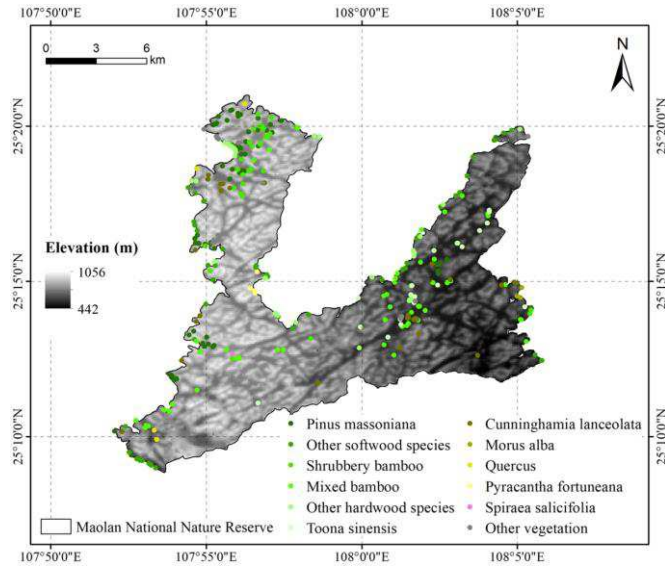 107°50'0"E 107°55'0"E 108°0'0"E 108°5'0"E
0 3 6
km
N
25°20'0"N 25°20'0"N
Elevation (m)
1056
442
25°15'0"N 25°15'0"N
25°10'0"N 25°10'0"N
Pinus massoniana
Other softwood species
Shrubbery bamboo
Mixed bamboo
Other hardwood species
Toona sinensis
Cunninghamia lanceolata
Morus alba
Quercus
Pyracantha fortuneana
Spiraea salicifolia
Other vegetation
Maolan National Nature Reserve
107°50'0"E 107°55'0"E 108°0'0"E 108°5'0"E